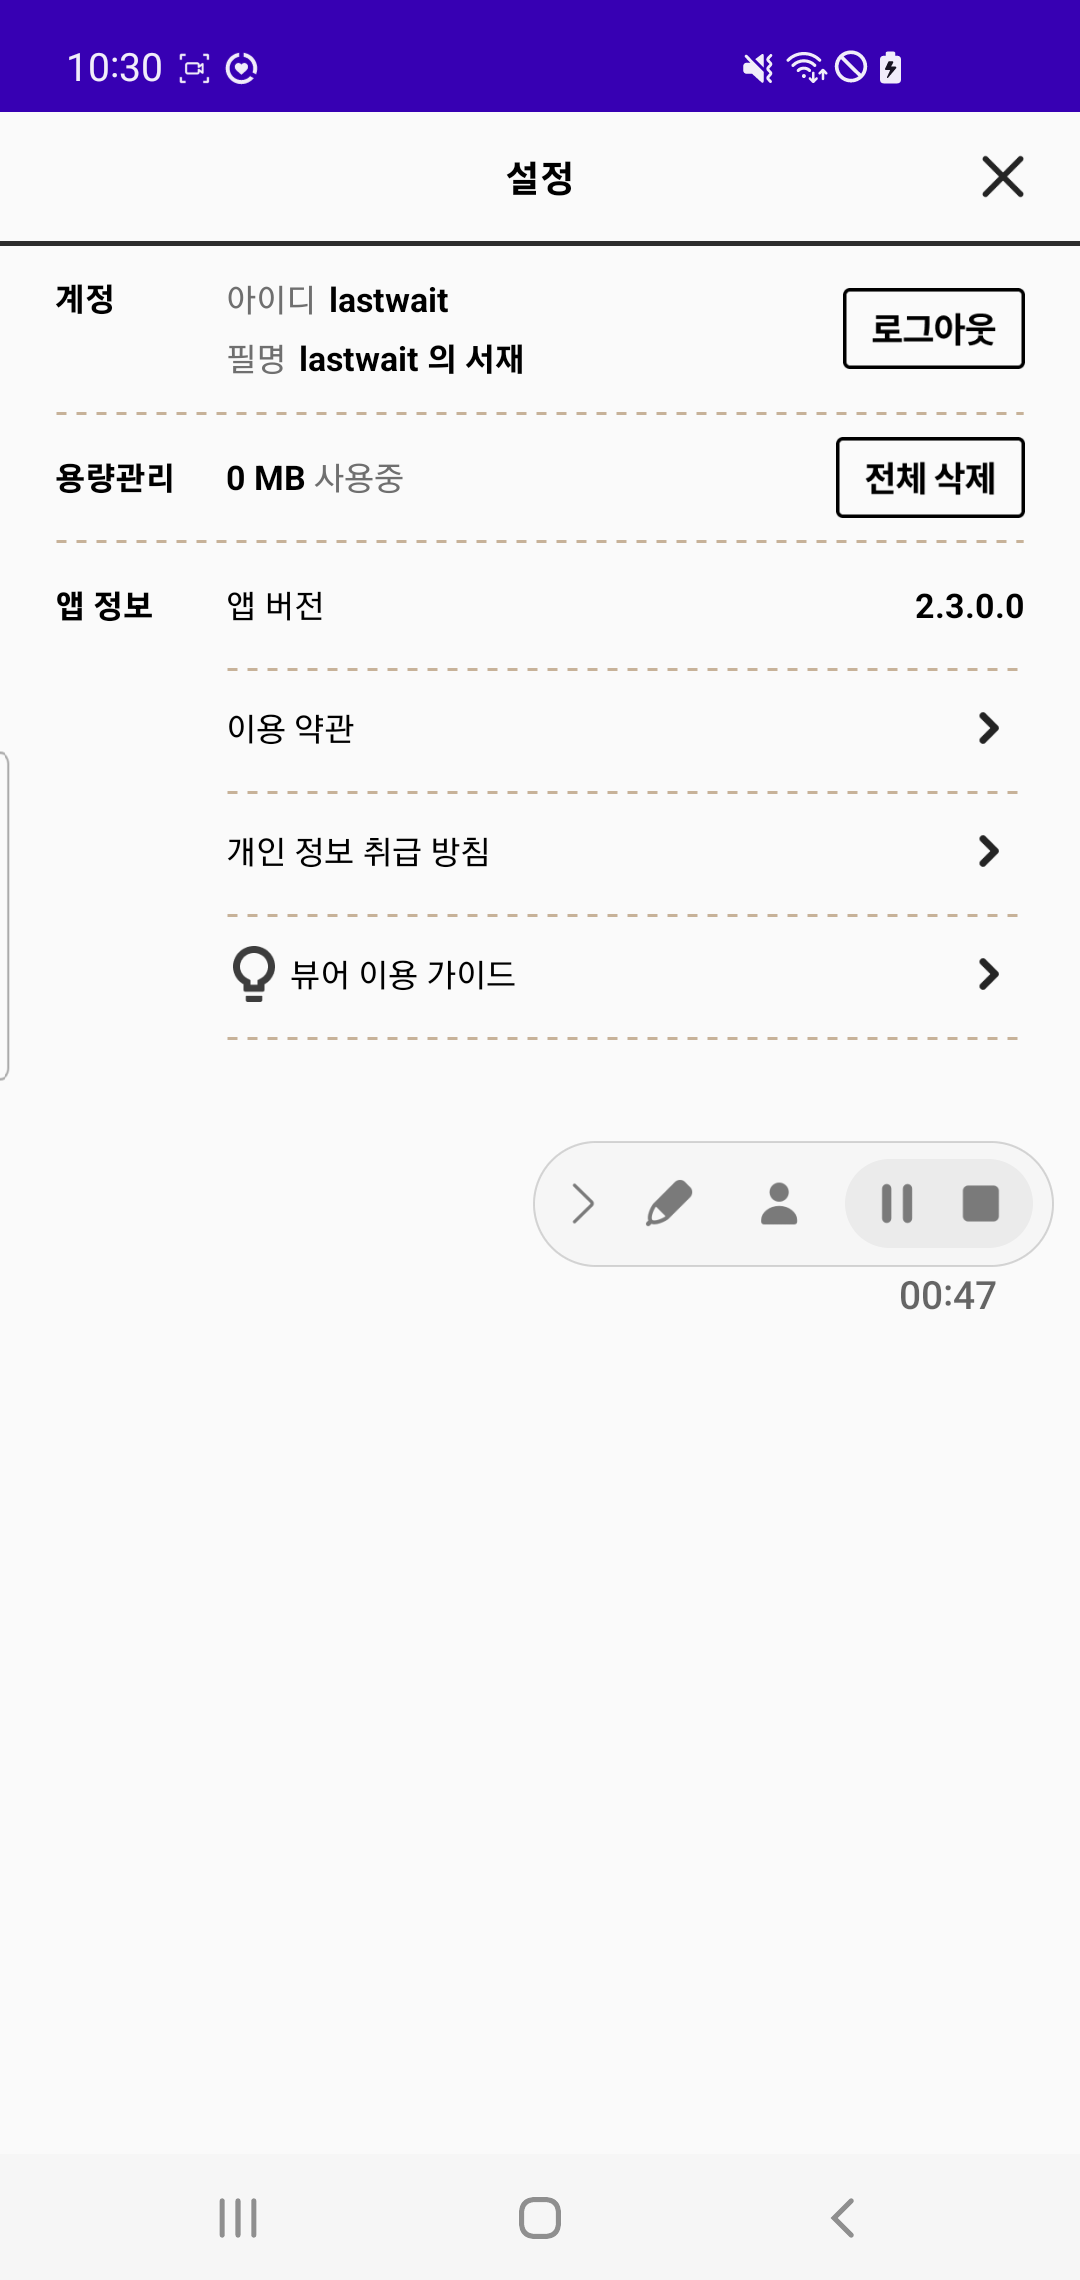 10:30
설정
계정 아이디 lastwait 로그아웃
필명 lastwait 의 서재
용량관리 0 MB 사용중 전체 삭제
앱 정보 앱 버전 2.3.0.0
이용 약관
개인 정보 취급 방침
뷰어 이용 가이드
00:47